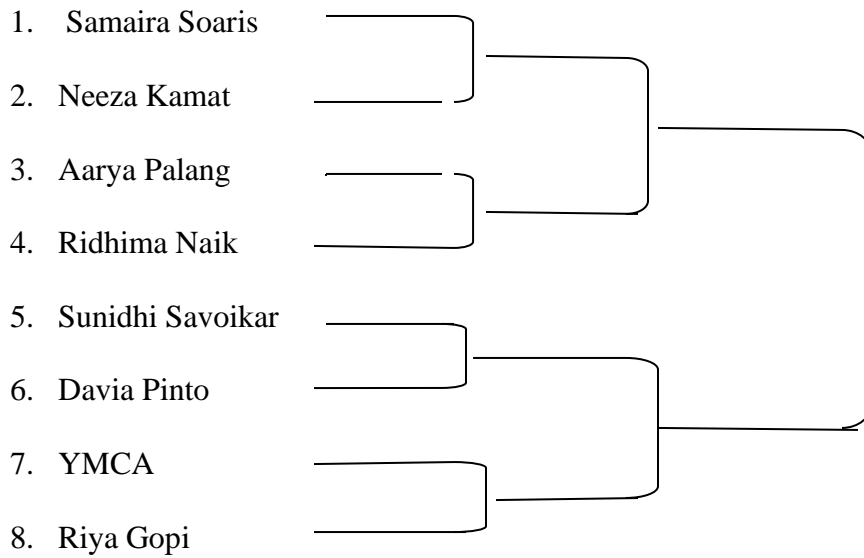 1. Samaira Soaris
2. Neeza Kamat
3. Aarya Palang
4. Ridhima Naik
5. Sunidhi Savoikar
6. Davia Pinto
7. YMCA
8. Riya Gopi